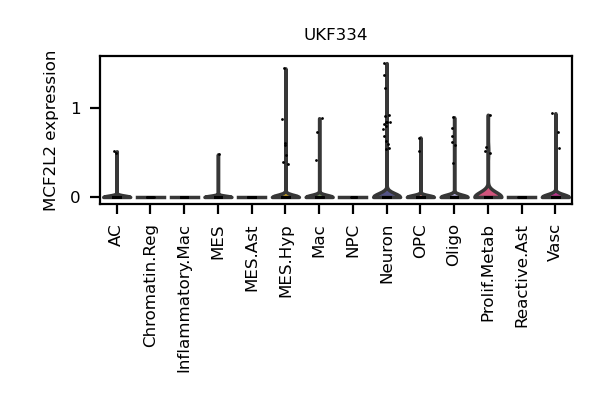 UKF334
MCF2L2 expression
1
0
AC
Chromatin.Reg
Inflammatory.Mac
MES
MES.Ast
MES.Hyp
Mac
NPC
Neuron
OPC
Oligo
Prolif.Metab
Reactive.Ast
Vasc